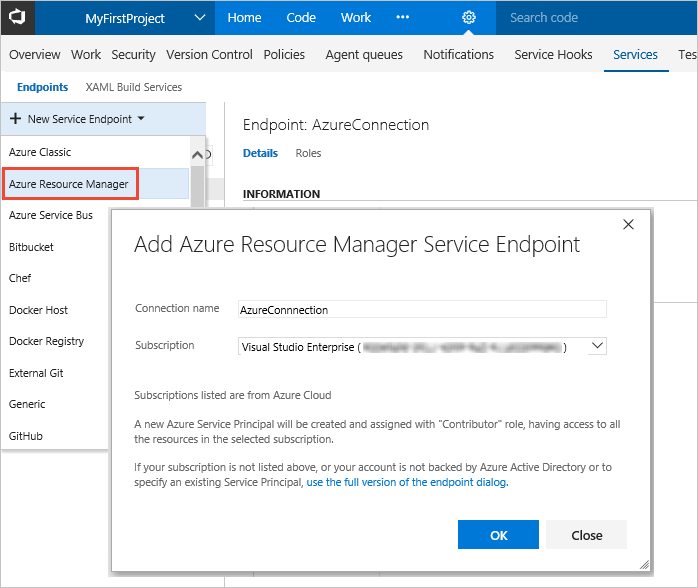 MyFirstProject Home Code Work ••• Search code
Overview Work Security Version Control Policies Agent queues Notifications Service Hooks Services Tes
Endpoints XAML Build Services
+ New Service Endpoint
Endpoint: AzureConnection
Azure Classic
Details Roles
Azure Resource Manager
INFORMATION
Azure Service Bus
Bitbucket
Chef
Docker Host
Docker Registry
External Git
Generic
GitHub
Add Azure Resource Manager Service Endpoint
Connection name AzureConnnection
Subscription Visual Studio Enterprise ( )
Subscriptions listed are from Azure Cloud
A new Azure Service Principal will be created and assigned with "Contributor" role, having access to all
the resources in the selected subscription.
If your subscription is not listed above, or your account is not backed by Azure Active Directory or to
specify an existing Service Principal, use the full version of the endpoint dialog.
OK Close